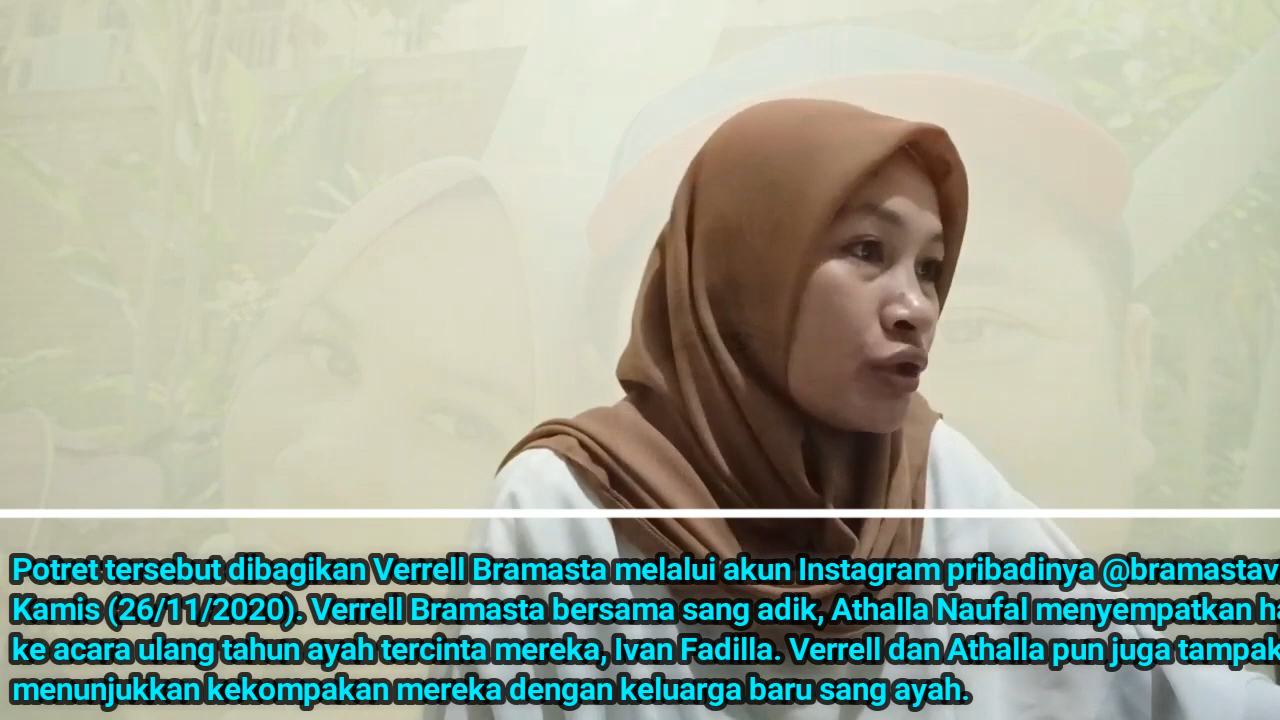 Potret tersebut dibagikan Verrell Bramasta melalui akun Instagram pribadinya @bramastav
Kamis (26/11/2020). Verrell Bramasta bersama sang adik, Athalla Naufal menyempatkan
ke acara ulang tahun ayah tercinta mereka, Ivan Fadilla. Verrell dan Athalla pun juga tampak
menunjukkan kekompakan mereka dengan keluarga baru sang ayah.